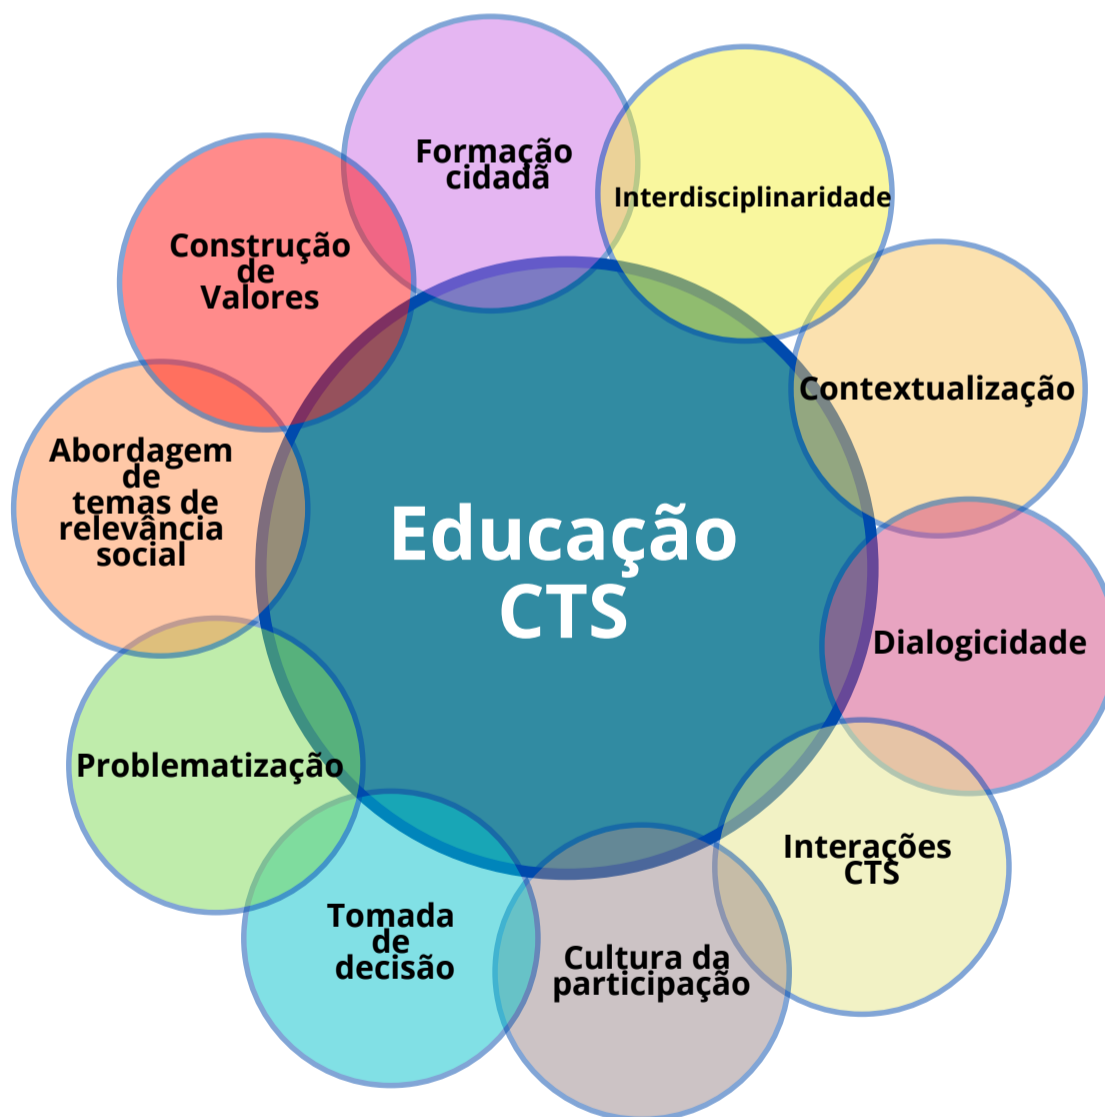 Formação
cidadã
Interdisciplinaridade
Construção
de
Valores
Contextualização
Abordagem
de
temas de
relevância
social
Educação
CTS
Dialogicidade
Problematização
Interações
CTS
Tomada
de
decisão
Cultura da
participação